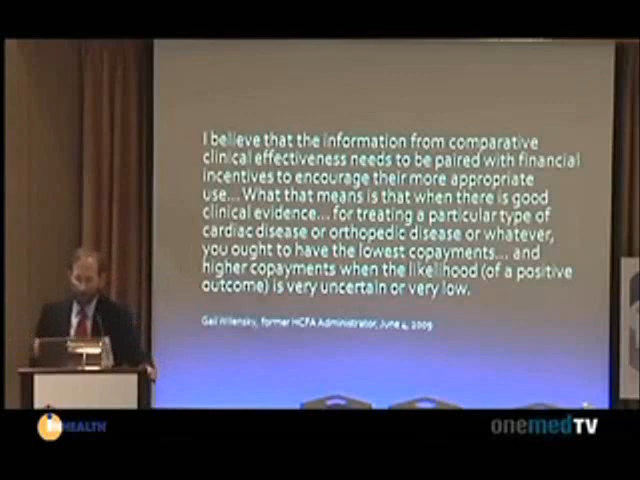 I believe that the information from comparative
clinical effectiveness needs to be paired with financial
incentives to encourage their more appropriate
use... What that means is that when there is good
clinical evidence... for treating a particular type of
cardiac disease or orthopedic disease or whatever,
you ought to have the lowest copayments... and
higher copayments when the likelihood (of a positive
outcome) is very uncertain or very low.
Gail Wilensky, former HCFA Administrator, June 4, 2009
inHEALTH
onemedTV